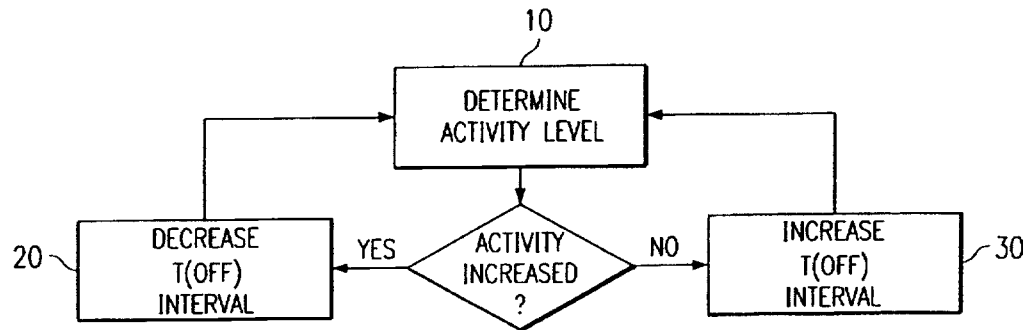 10
DETERMINE
ACTIVITY LEVEL
20
DECREASE
T(OFF)
INTERVAL
YES
ACTIVITY
INCREASED
?
NO
INCREASE
T(OFF)
INTERVAL
30